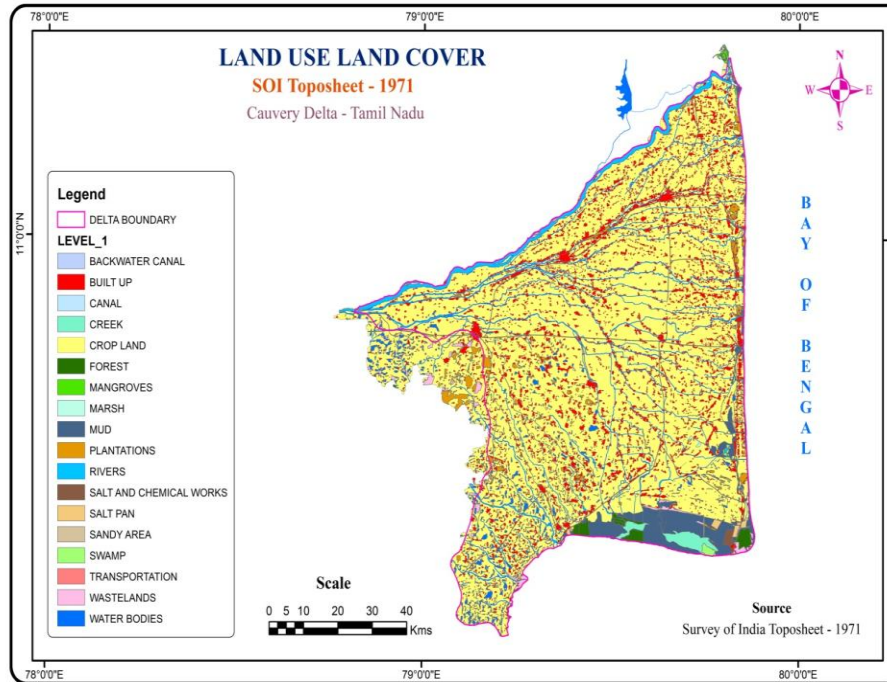 78°0'0"E 79°0'0"E 80°0'0"E
LAND USE LAND COVER
SOI Toposheet - 1971
Cauvery Delta - Tamil Nadu
N
W E
S
Legend
DELTA BOUNDARY
LEVEL_1
BACKWATER CANAL
BUILT UP
CANAL
CREEK
CROP LAND
FOREST
MANGROVES
MARSH
MUD
PLANTATIONS
RIVERS
SALT AND CHEMICAL WORKS
SALT PAN
SANDY AREA
SWAMP
TRANSPORTATION
WASTELANDS
WATER BODIES
11°0'0"N
BAY OF BENGAL
Scale
0 5 10 20 30 40
Kms
Source
Survey of India Toposheet - 1971
78°0'0"E 79°0'0"E 80°0'0"E